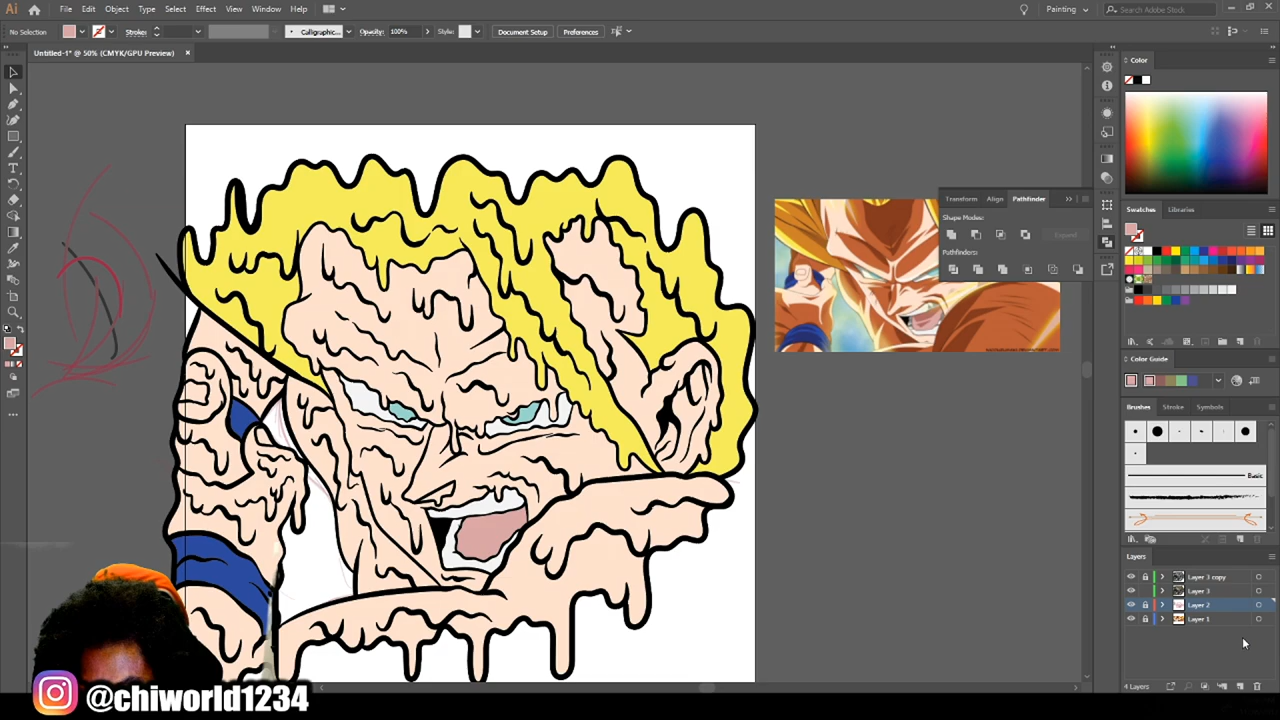 Ai File Edit Object Type Select Effect View Window Help Painting Search Adobe Stock
No Selection Stroke: Calligraphic... Opacity: 100% Style: Document Setup Preferences
Untitled-1* @ 50% (CMYK/GPU Preview) ×
Color
Transform Align Pathfinder
Shape Modes:
Expand
Pathfinders:
Swatches Libraries
Color Guide
Brushes Stroke Symbols
Basic
Layers
Layer 3 copy
Layer 3
Layer 2
Layer 1
4 Layers
@chiworld1234